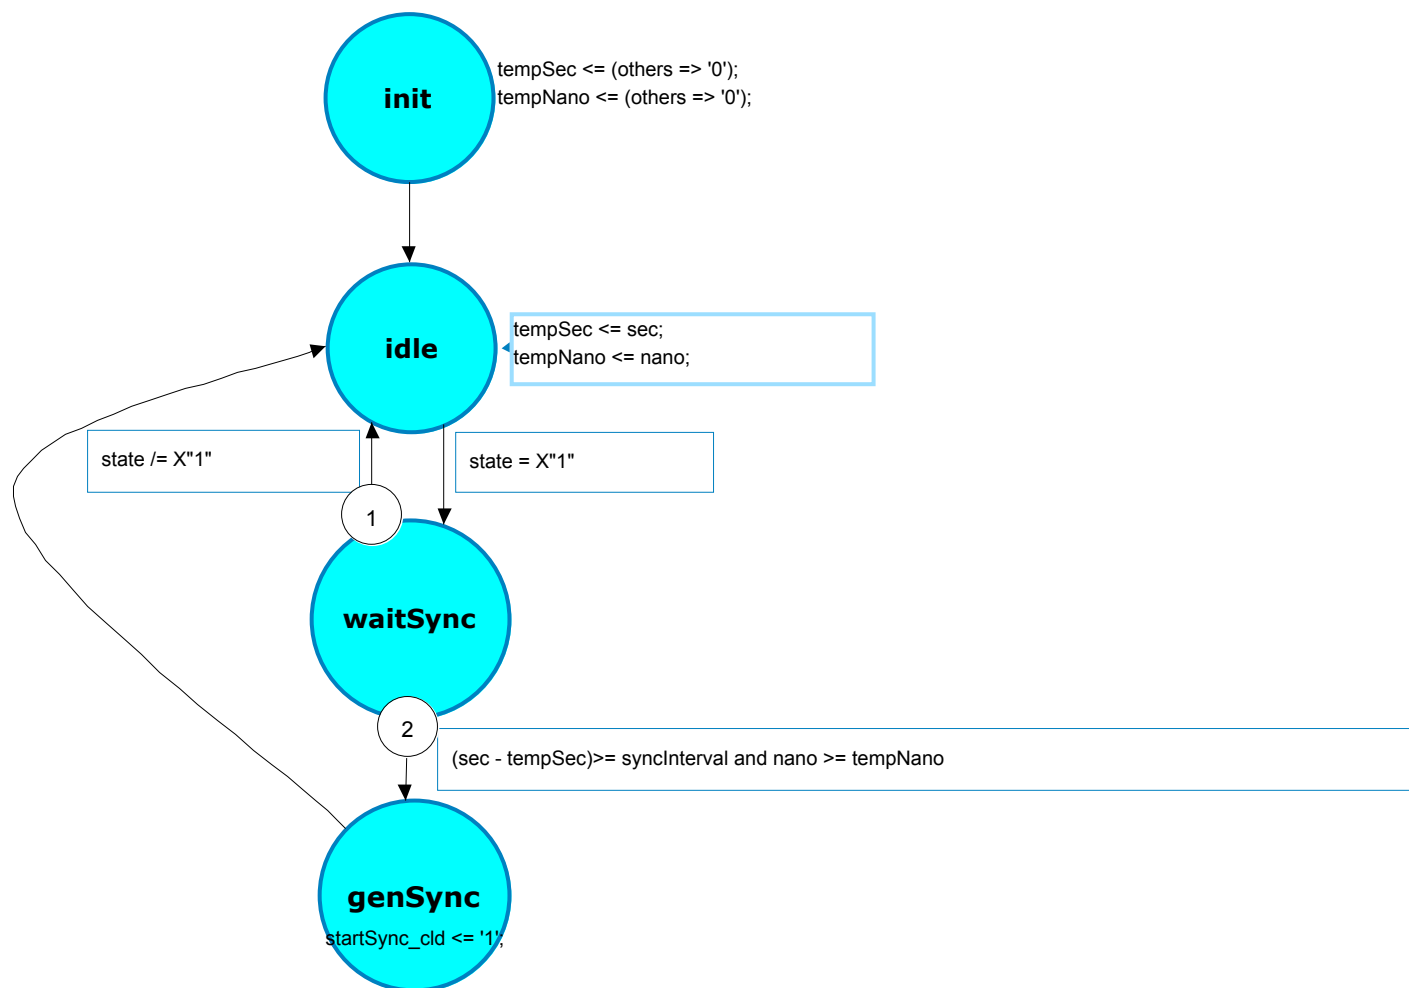 init
tempSec <= (others => '0');
tempNano <= (others => '0');
idle
tempSec <= sec;
tempNano <= nano;
state /= X"1"
state = X"1"
1
waitSync
2
(sec - tempSec)>= syncInterval and nano >= tempNano
genSync
startSync_cld <= '1';